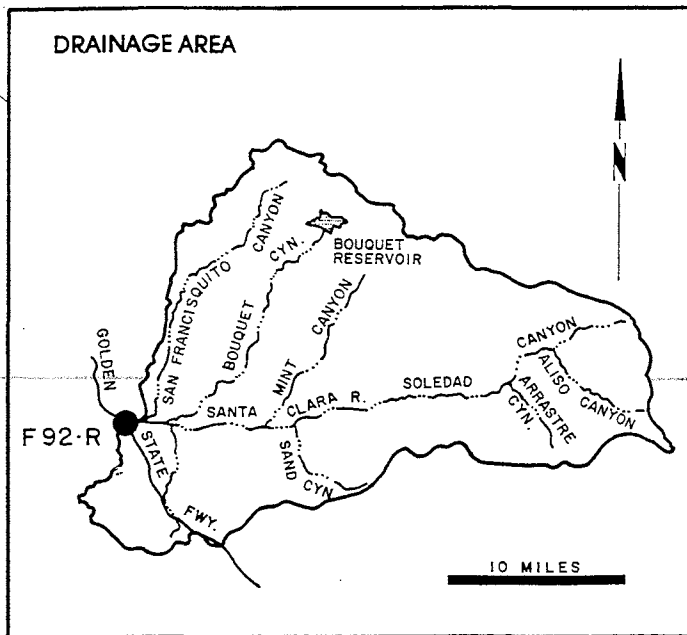 DRAINAGE AREA
N
SAN FRANCISQUITO CANYON
BOUQUET CYN.
BOUQUET
RESERVOIR
MINT CANYON
GOLDEN
STATE
FWY.
F92-R
SANTA CLARA R.
SOLEDAD CANYON
ALISO CANYON
ARRASTRE
CYN.
SAND
CYN
10 MILES